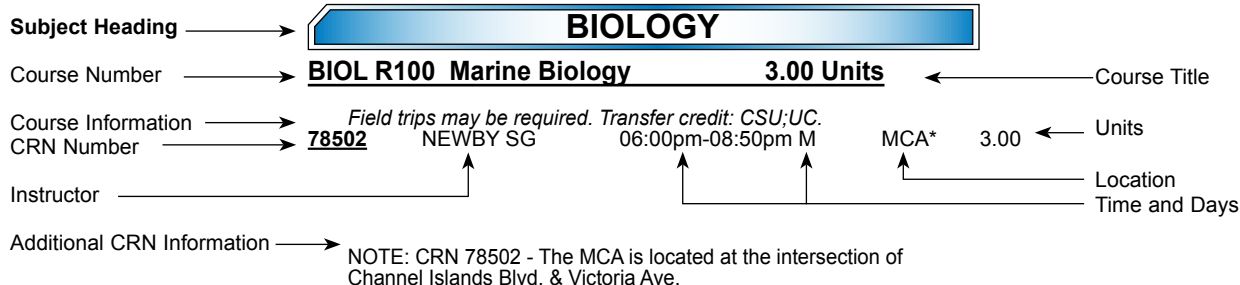 Subject Heading BIOLOGY
Course Number BIOL R100 Marine Biology 3.00 Units Course Title
Course Information Field trips may be required. Transfer credit: CSU;UC.
Units
CRN Number 78502 NEWBY SG 06:00pm-08:50pm M MCA* 3.00
Location
Instructor
Time and Days
Additional CRN Information NOTE: CRN 78502 - The MCA is located at the intersection of
Channel Islands Blvd. & Victoria Ave.